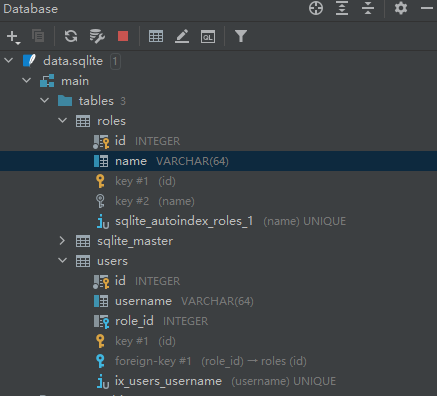 Database
data.sqlite 1
main
tables 3
roles
id INTEGER
name VARCHAR(64)
key #1 (id)
key #2 (name)
sqlite_autoindex_roles_1 (name) UNIQUE
sqlite_master
users
id INTEGER
username VARCHAR(64)
role_id INTEGER
key #1 (id)
foreign-key #1 (role_id) → roles (id)
ix_users_username (username) UNIQUE